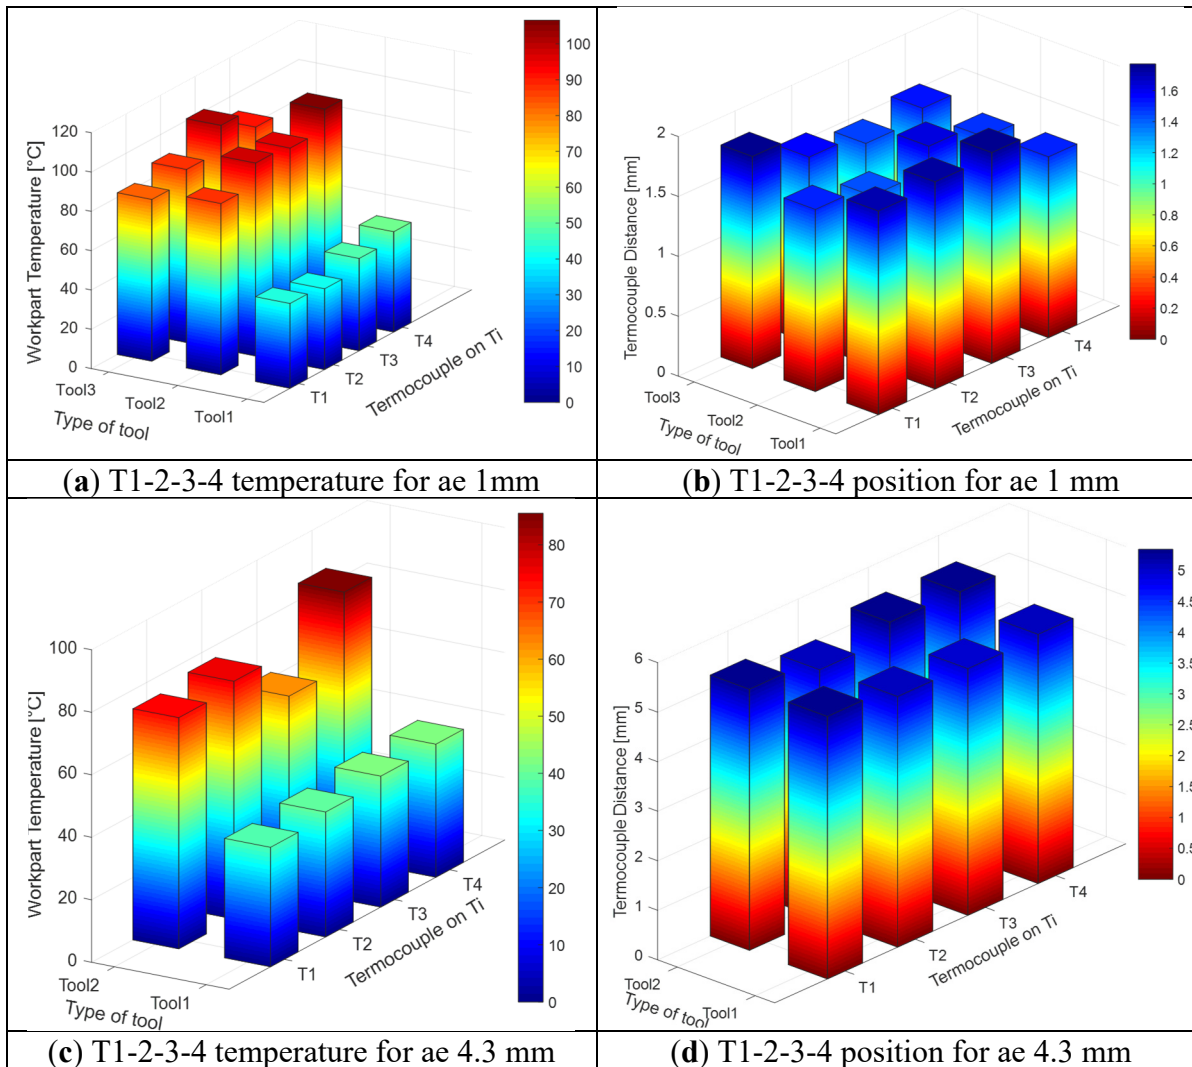 120
100
80
60
40
20
0
Workpart Temperature [°C]
Tool3
Tool2
Tool1
Type of tool
T1
T2
T3
T4
Termocouple on Ti
100
90
80
70
60
50
40
30
20
10
0
2
1.5
1
0.5
0
Termocouple Distance [mm]
Tool3
Tool2
Tool1
Type of tool
T1
T2
T3
T4
Termocouple on Ti
1.6
1.4
1.2
1
0.8
0.6
0.4
0.2
0
(a) T1-2-3-4 temperature for ae 1mm
(b) T1-2-3-4 position for ae 1 mm
100
80
60
40
20
0
Workpart Temperature [°C]
Tool2
Tool1
Type of tool
T1
T2
T3
T4
Termocouple on Ti
80
70
60
50
40
30
20
10
0
6
5
4
3
2
1
0
Termocouple Distance [mm]
Tool2
Tool1
Type of tool
T1
T2
T3
T4
Termocouple on Ti
5
4.5
4
3.5
3
2.5
2
1.5
1
0.5
0
(c) T1-2-3-4 temperature for ae 4.3 mm
(d) T1-2-3-4 position for ae 4.3 mm